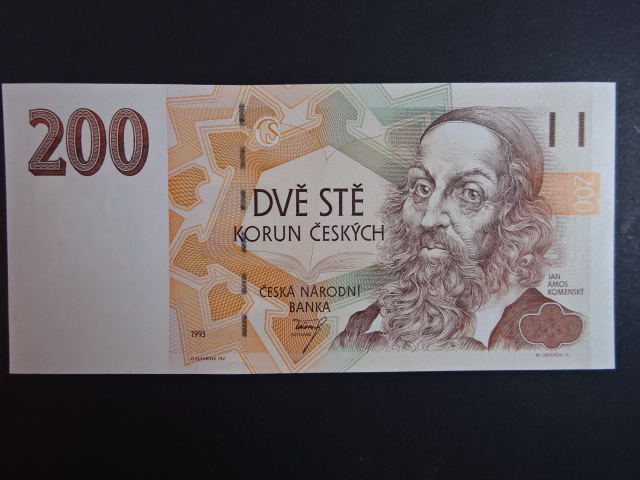 200
DVĚ STĚ
KORUN ČESKÝCH
ČESKÁ NÁRODNÍ
BANKA
1993
JAN
AMOS
KOMENSKÝ
200